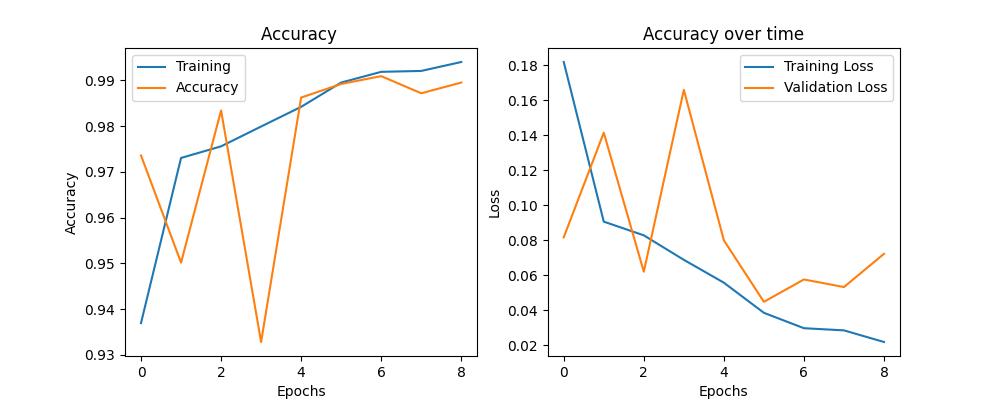 Accuracy
Training
Accuracy
0.99
0.98
0.97
0.96
0.95
0.94
0.93
Accuracy
0 2 4 6 8
Epochs
Accuracy over time
Training Loss
Validation Loss
0.18
0.16
0.14
0.12
0.10
0.08
0.06
0.04
0.02
Loss
0 2 4 6 8
Epochs